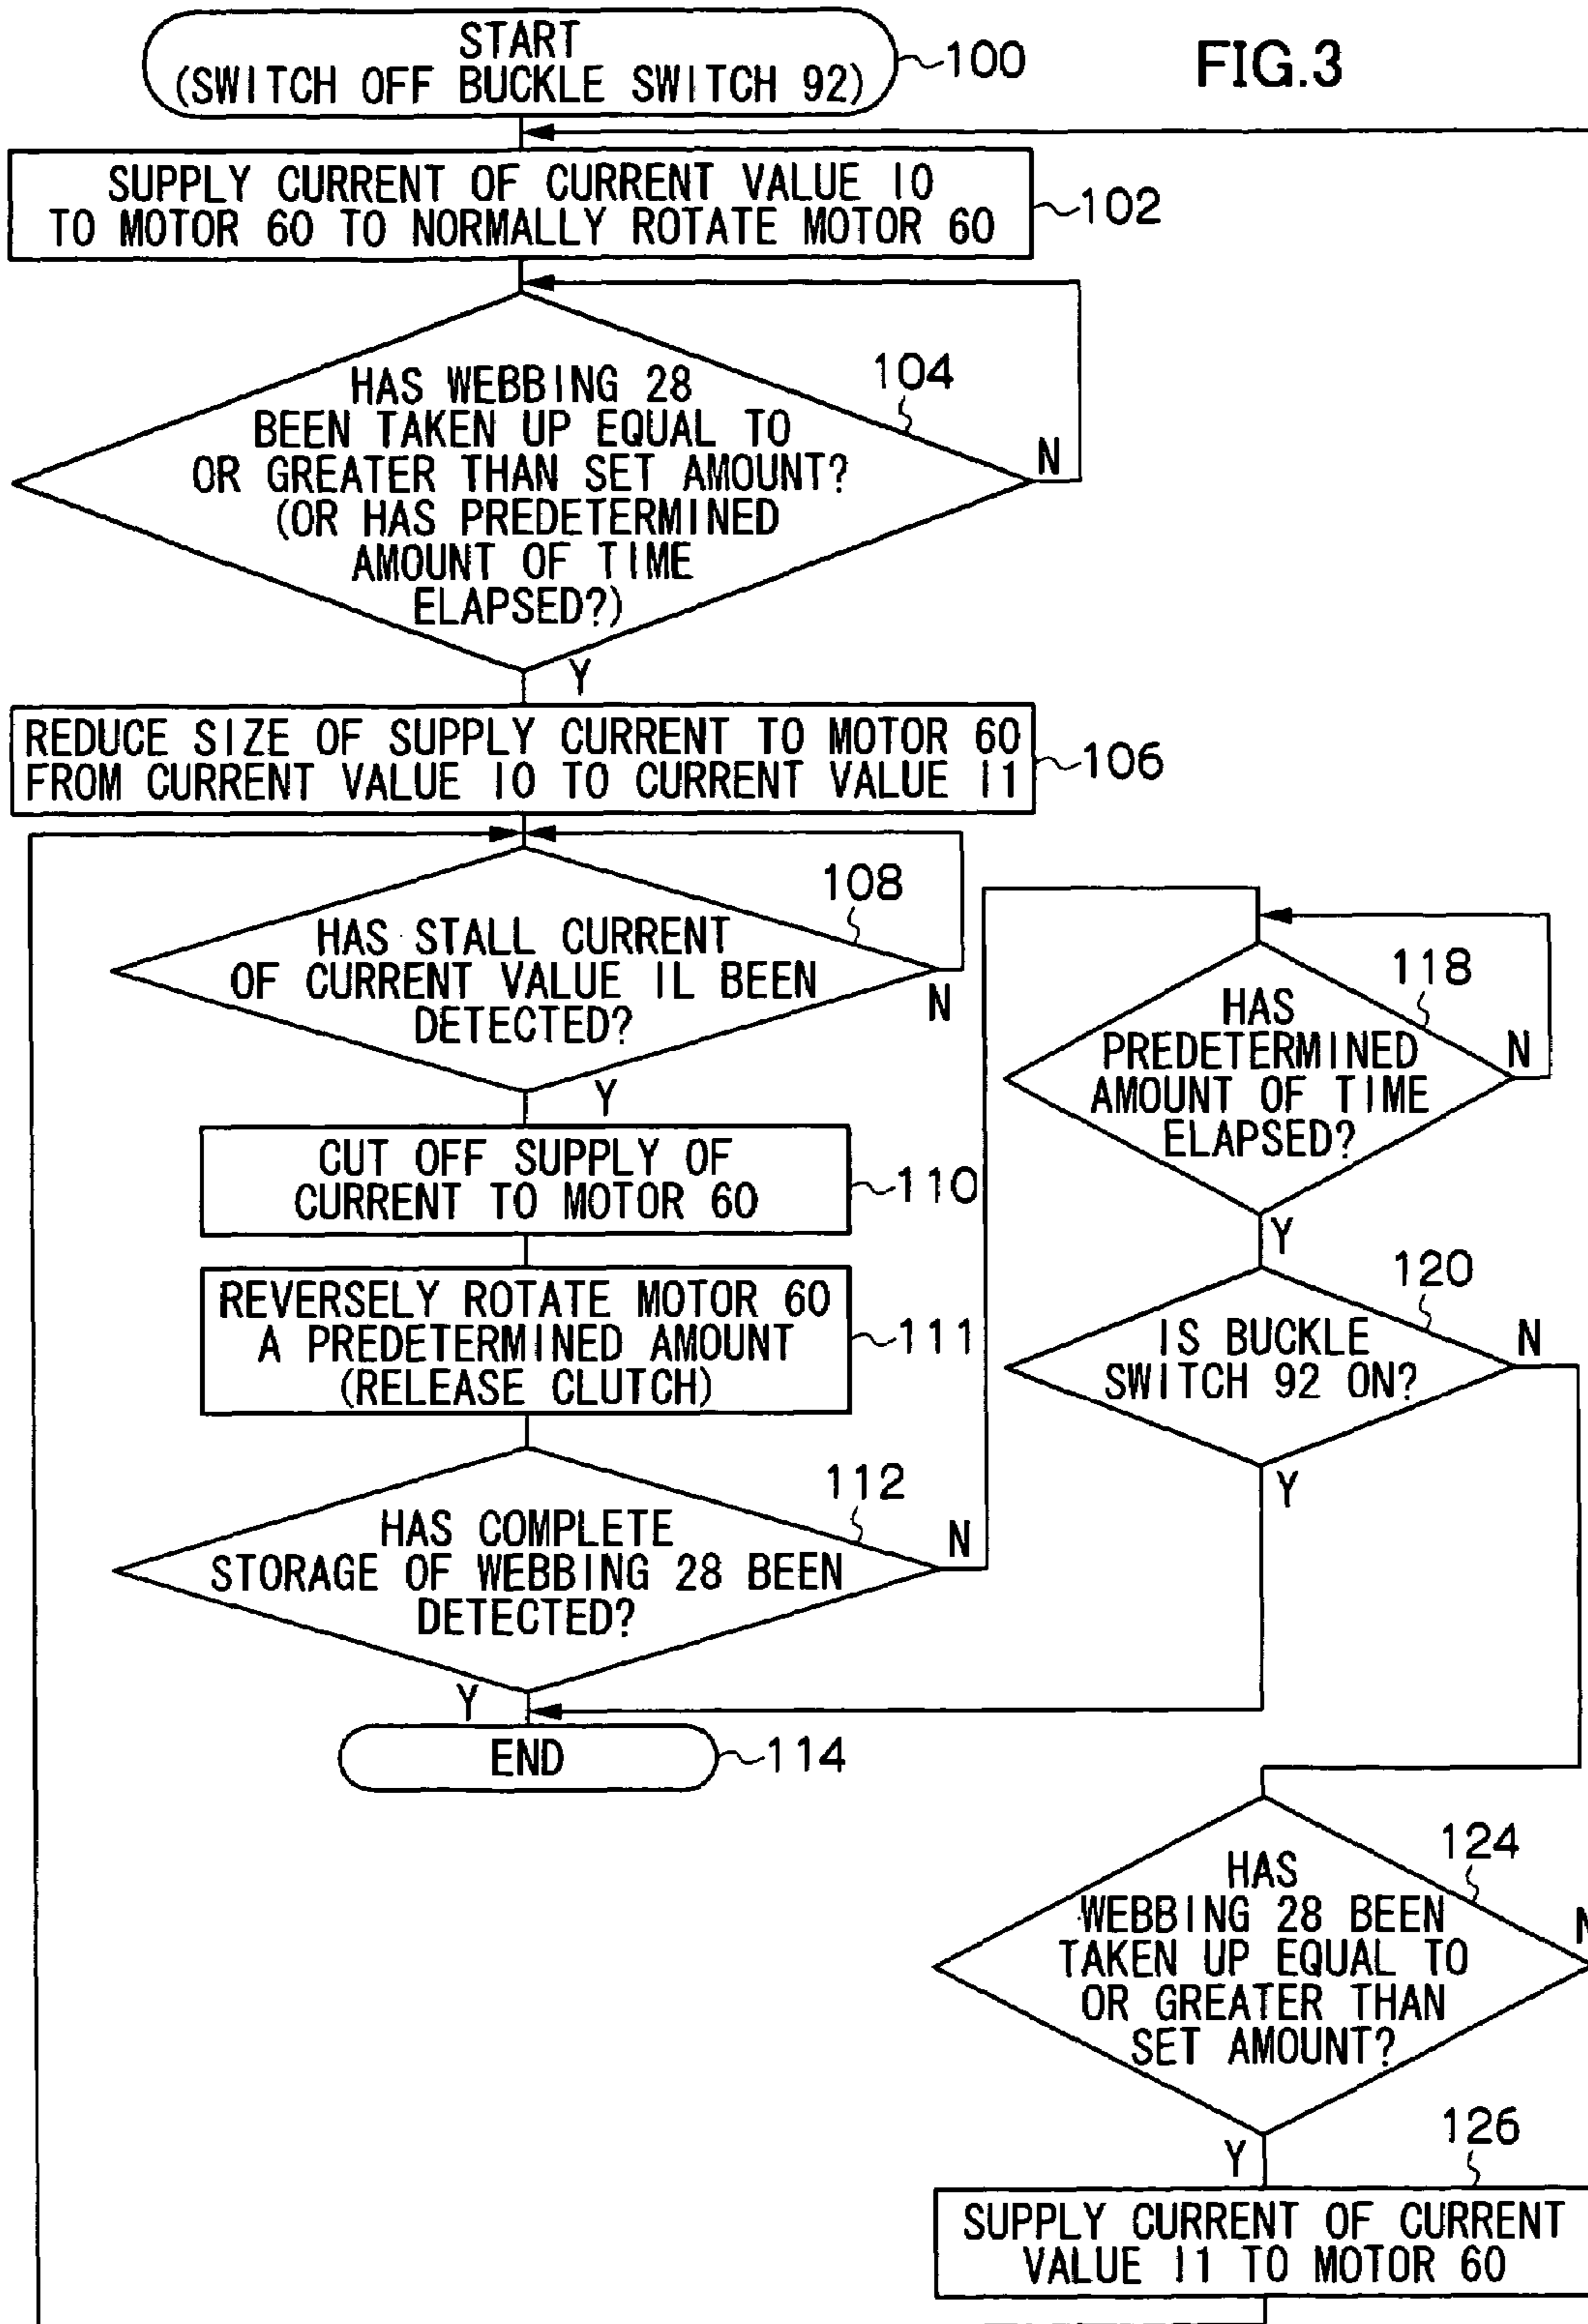 START
(SWITCH OFF BUCKLE SWITCH 92)
100
FIG.3
SUPPLY CURRENT OF CURRENT VALUE I0
TO MOTOR 60 TO NORMALLY ROTATE MOTOR 60
102
HAS WEBBING 28
BEEN TAKEN UP EQUAL TO
OR GREATER THAN SET AMOUNT?
(OR HAS PREDETERMINED
AMOUNT OF TIME
ELAPSED?)
104
N
Y
REDUCE SIZE OF SUPPLY CURRENT TO MOTOR 60
FROM CURRENT VALUE I0 TO CURRENT VALUE I1
106
HAS STALL CURRENT
OF CURRENT VALUE IL BEEN
DETECTED?
108
N
Y
CUT OFF SUPPLY OF
CURRENT TO MOTOR 60
110
REVERSELY ROTATE MOTOR 60
A PREDETERMINED AMOUNT
(RELEASE CLUTCH)
111
HAS COMPLETE
STORAGE OF WEBBING 28 BEEN
DETECTED?
112
N
Y
END
114
HAS
PREDETERMINED
AMOUNT OF TIME
ELAPSED?
118
N
Y
IS BUCKLE
SWITCH 92 ON?
120
N
Y
HAS
WEBBING 28 BEEN
TAKEN UP EQUAL TO
OR GREATER THAN
SET AMOUNT?
124
N
Y
126
SUPPLY CURRENT OF CURRENT
VALUE I1 TO MOTOR 60